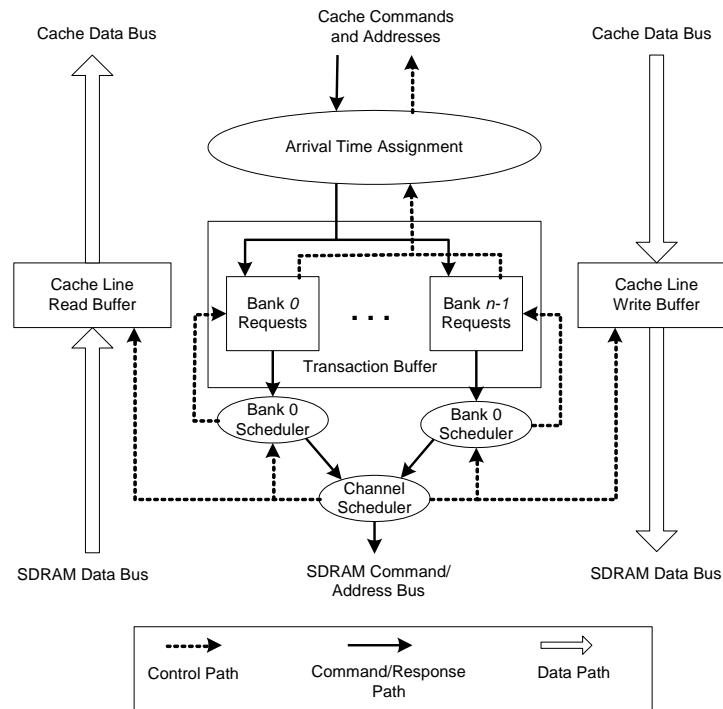 Cache Data Bus
Cache Commands
and Addresses
Cache Data Bus
Arrival Time Assignment
Cache Line
Read Buffer
Bank 0
Requests
. . .
Bank n-1
Requests
Cache Line
Write Buffer
Transaction Buffer
Bank 0
Scheduler
Bank 0
Scheduler
Channel
Scheduler
SDRAM Data Bus
SDRAM Command/
Address Bus
SDRAM Data Bus
Control Path
Command/Response
Path
Data Path